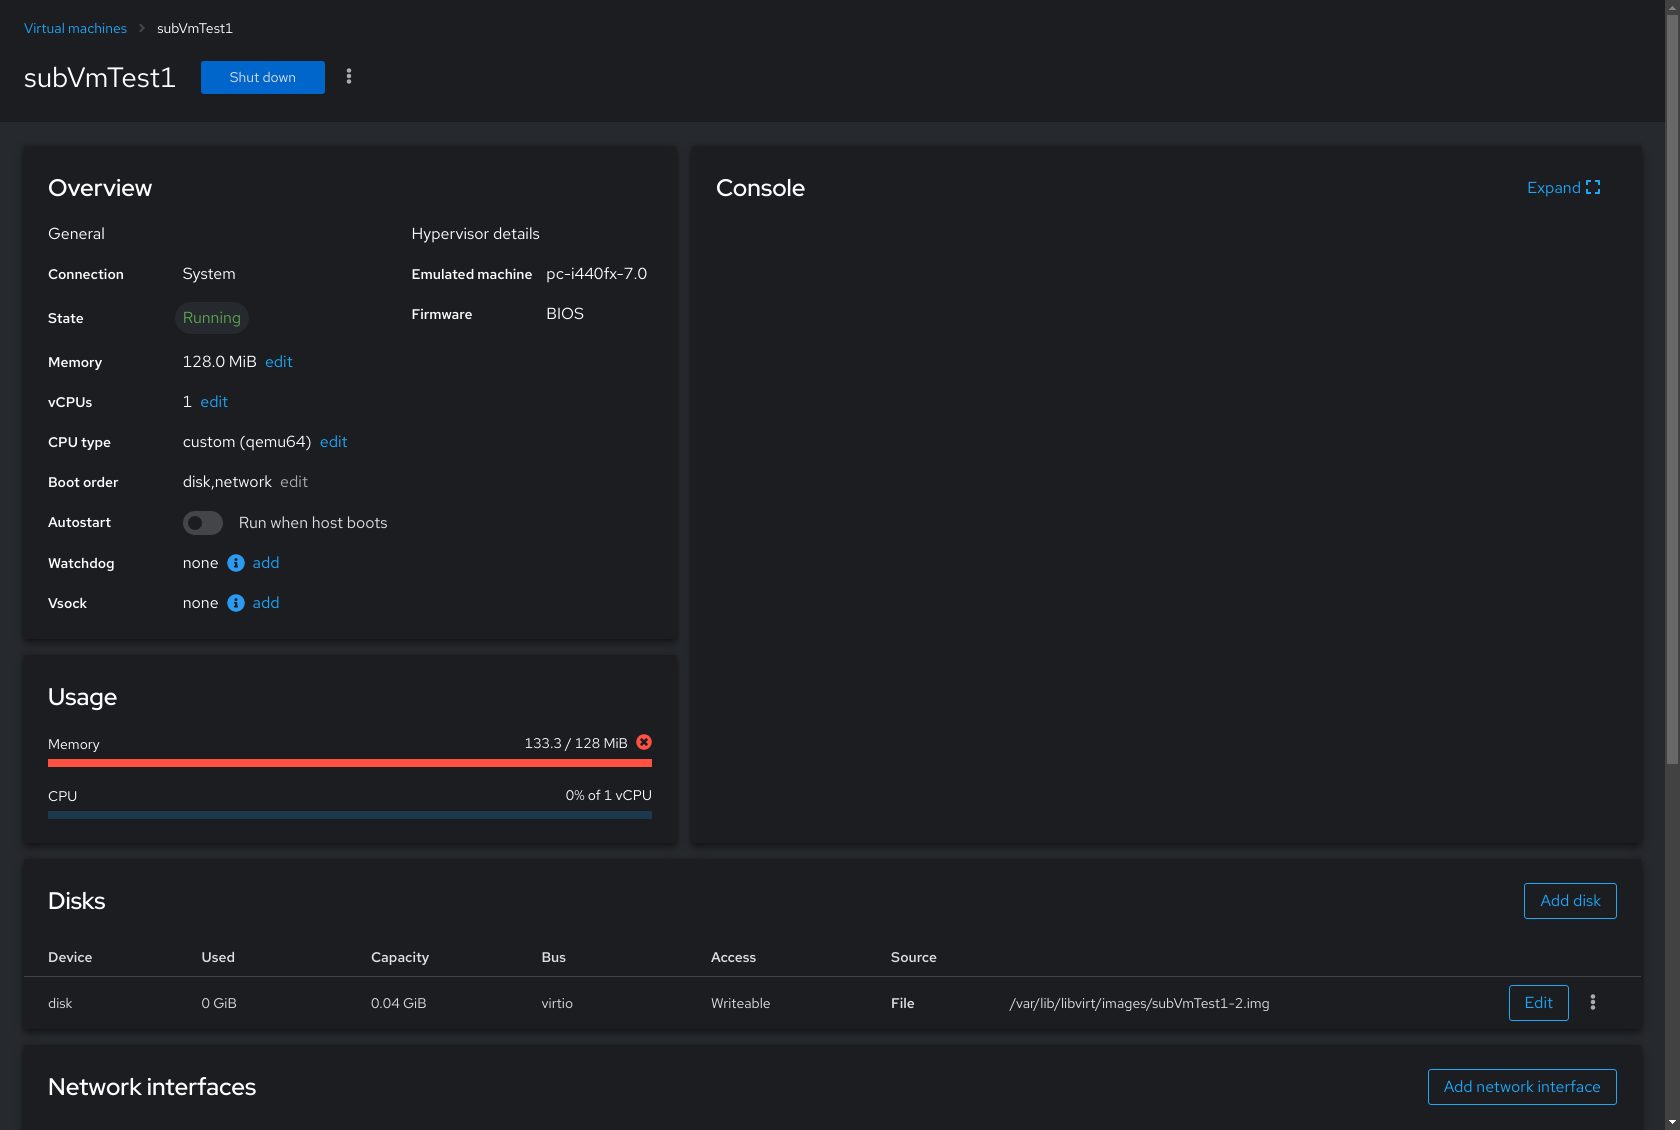 Virtual machines subVmTest1
subVmTest1 Shut down
Overview
General
Connection System
State Running
Memory 128.0 MiB edit
vCPUs 1 edit
CPU type custom (qemu64) edit
Boot order disk,network edit
Autostart Run when host boots
Watchdog none add
Vsock none add
Hypervisor details
Emulated machine pc-i440fx-7.0
Firmware BIOS
Console Expand
Usage
Memory 133.3 / 128 MiB
CPU 0% of 1 vCPU
Disks Add disk
Device Used Capacity Bus Access Source
disk 0 GiB 0.04 GiB virtio Writeable File /var/lib/libvirt/images/subVmTest1-2.img Edit
Network interfaces Add network interface